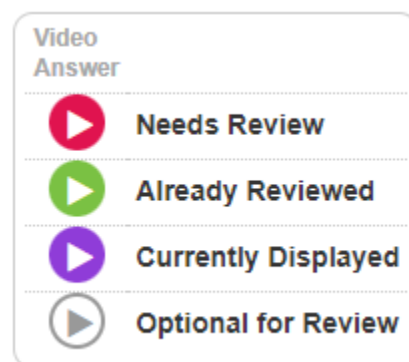 Video
Answer
Needs Review
Already Reviewed
Currently Displayed
Optional for Review